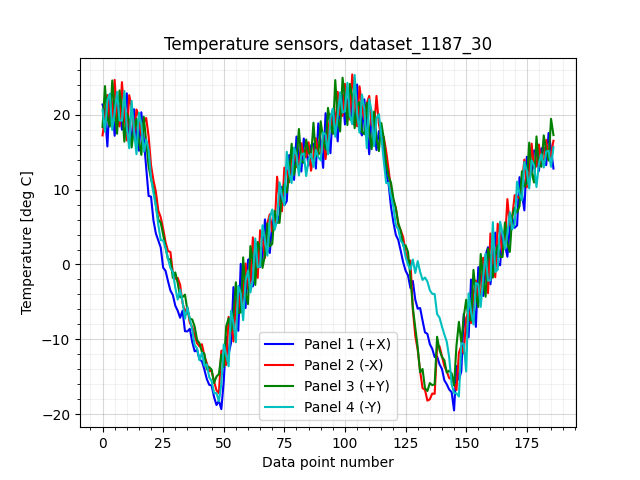 Temperature sensors, dataset_1187_30
Temperature [deg C]
20
10
0
−10
−20
Panel 1 (+X)
Panel 2 (-X)
Panel 3 (+Y)
Panel 4 (-Y)
0 25 50 75 100 125 150 175
Data point number